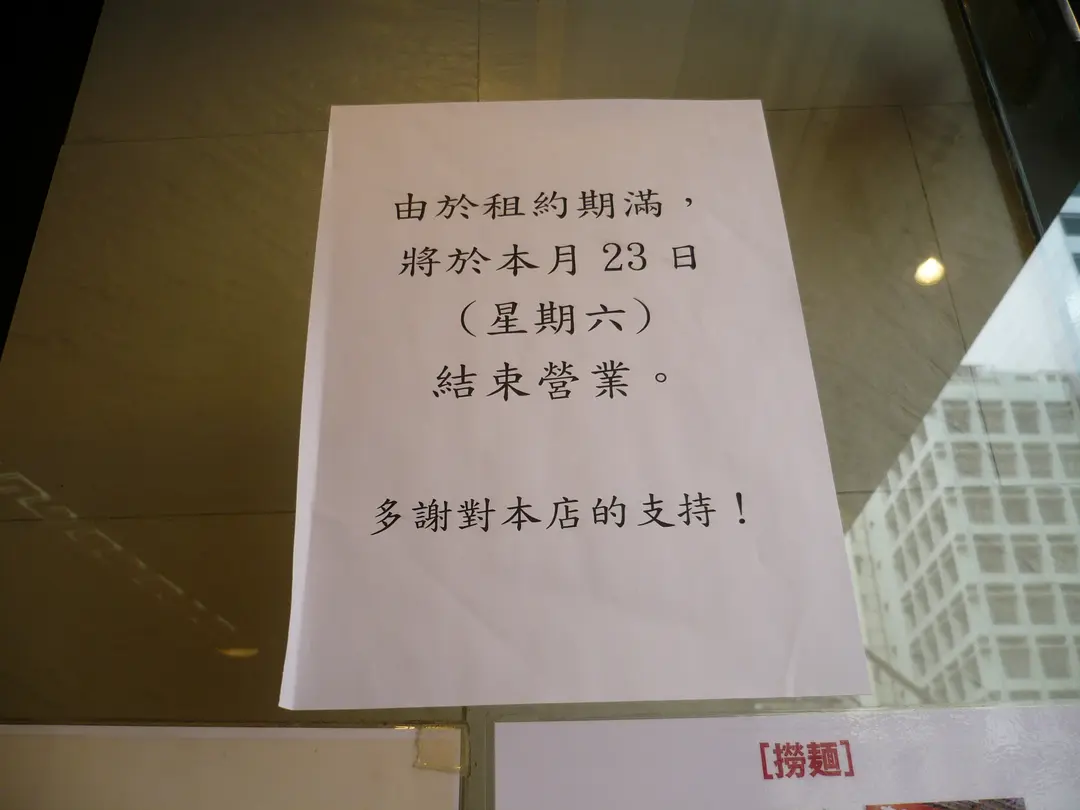 由於租約期滿，
將於本月 23 日
（星期六）
結束營業。
多謝對本店的支持！
[撈麵]